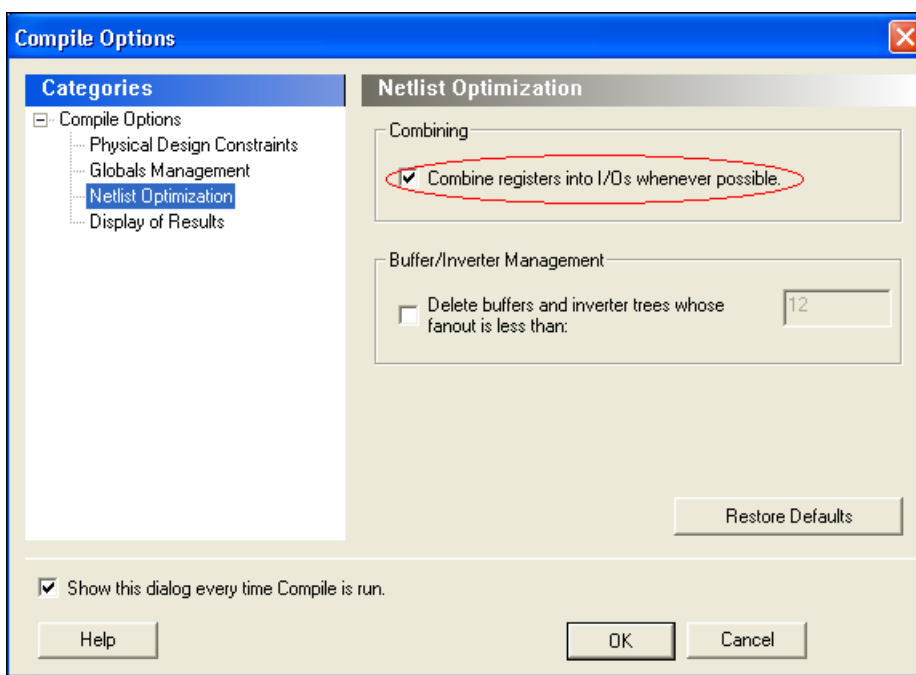 Compile Options
Categories
Compile Options
Physical Design Constraints
Globals Management
Netlist Optimization
Display of Results
Netlist Optimization
Combining
Combine registers into I/Os whenever possible.
Buffer/Inverter Management
Delete buffers and inverter trees whose
fanout is less than:
12
Restore Defaults
Show this dialog every time Compile is run.
Help
OK
Cancel